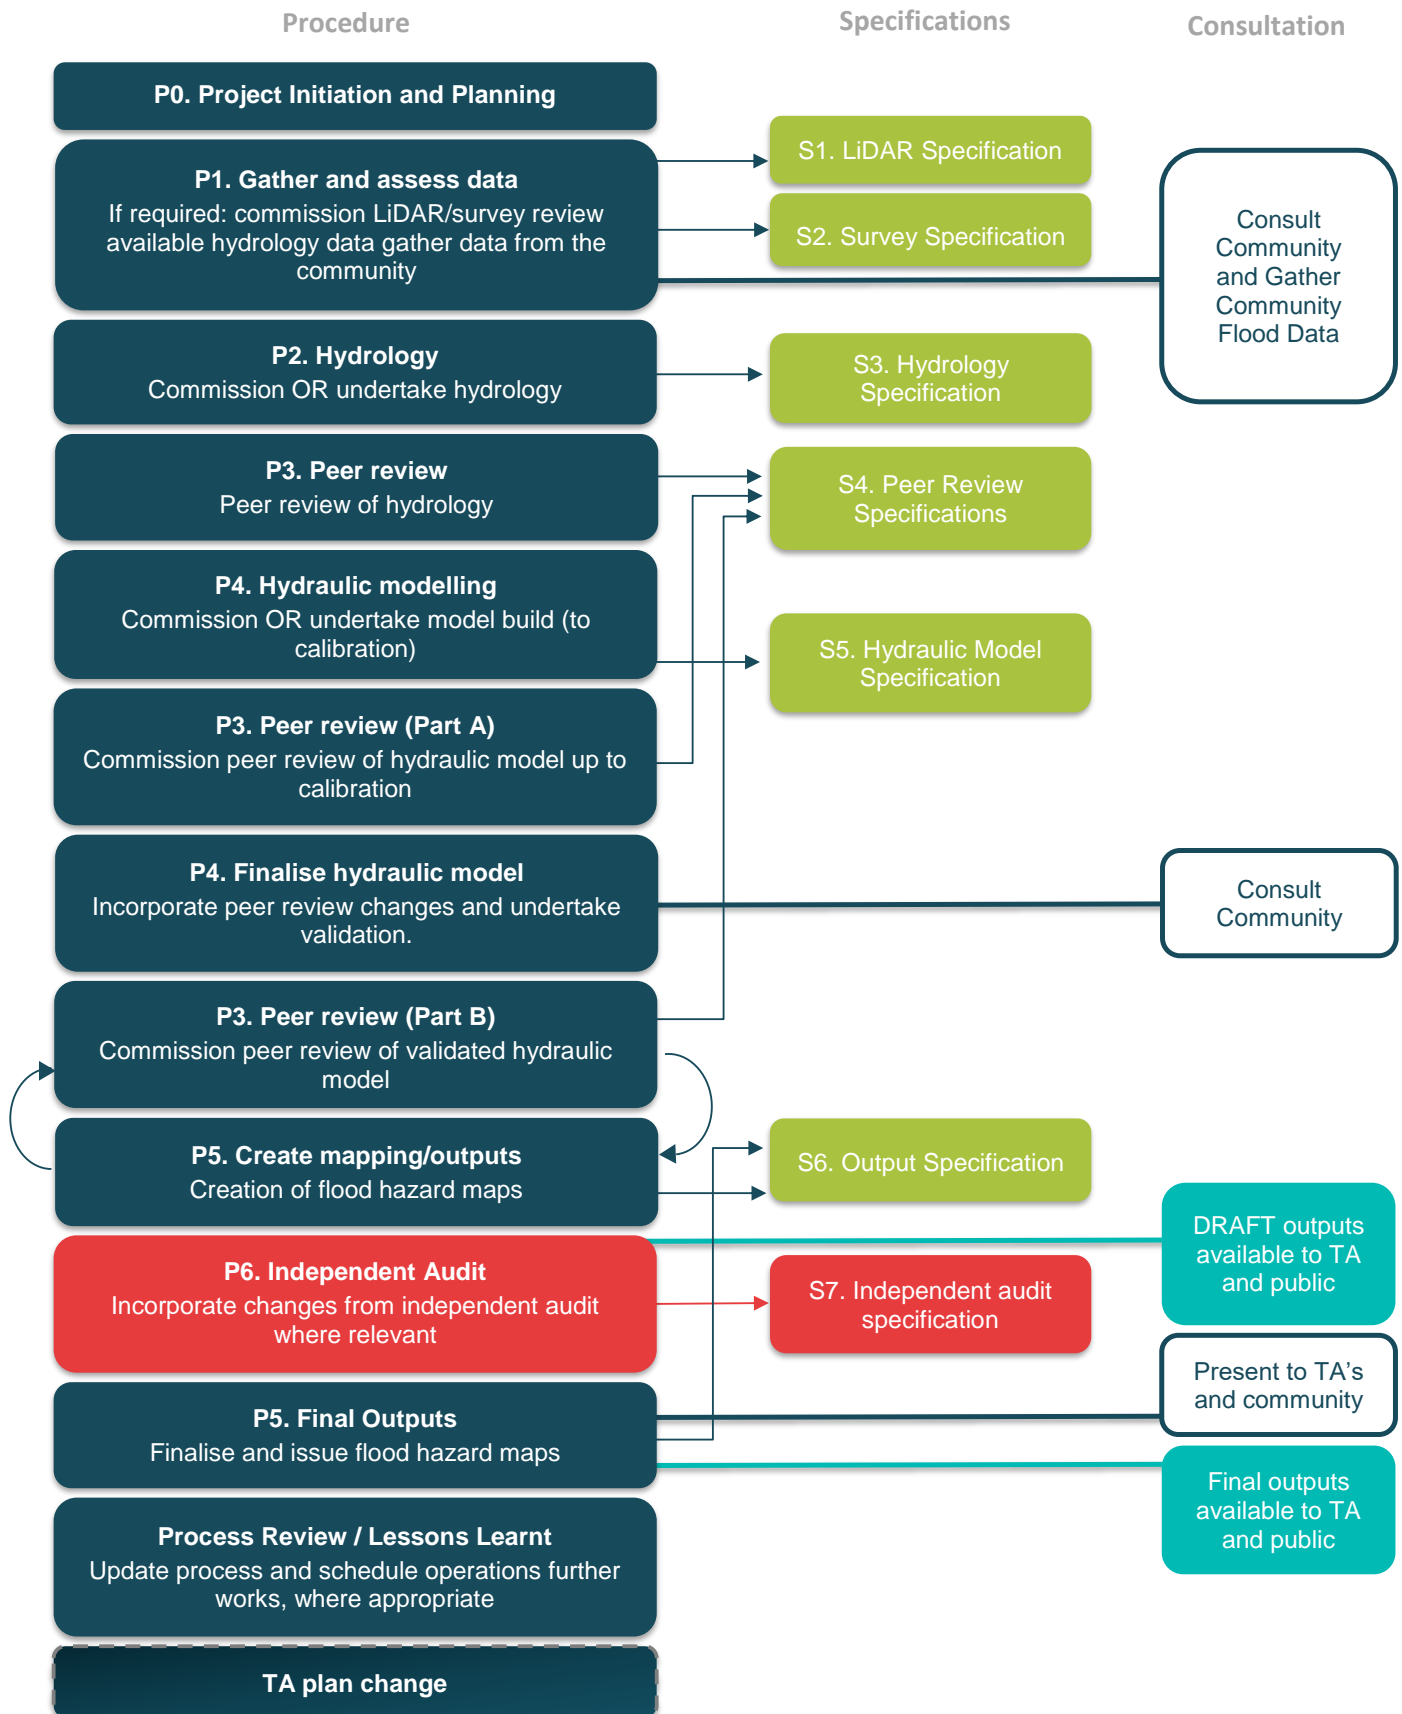 Procedure
Specifications
Consultation
P0. Project Initiation and Planning
P1. Gather and assess data
If required: commission LiDAR/survey review
available hydrology data gather data from the
community
S1. LiDAR Specification
S2. Survey Specification
Consult
Community
and Gather
Community
Flood Data
P2. Hydrology
Commission OR undertake hydrology
S3. Hydrology
Specification
P3. Peer review
Peer review of hydrology
S4. Peer Review
Specifications
P4. Hydraulic modelling
Commission OR undertake model build (to
calibration)
S5. Hydraulic Model
Specification
P3. Peer review (Part A)
Commission peer review of hydraulic model up to
calibration
P4. Finalise hydraulic model
Incorporate peer review changes and undertake
validation.
Consult
Community
P3. Peer review (Part B)
Commission peer review of validated hydraulic
model
P5. Create mapping/outputs
Creation of flood hazard maps
S6. Output Specification
DRAFT outputs
available to TA
and public
P6. Independent Audit
Incorporate changes from independent audit
where relevant
S7. Independent audit
specification
Present to TA's
and community
P5. Final Outputs
Finalise and issue flood hazard maps
Final outputs
available to TA
and public
Process Review / Lessons Learnt
Update process and schedule operations further
works, where appropriate
TA plan change